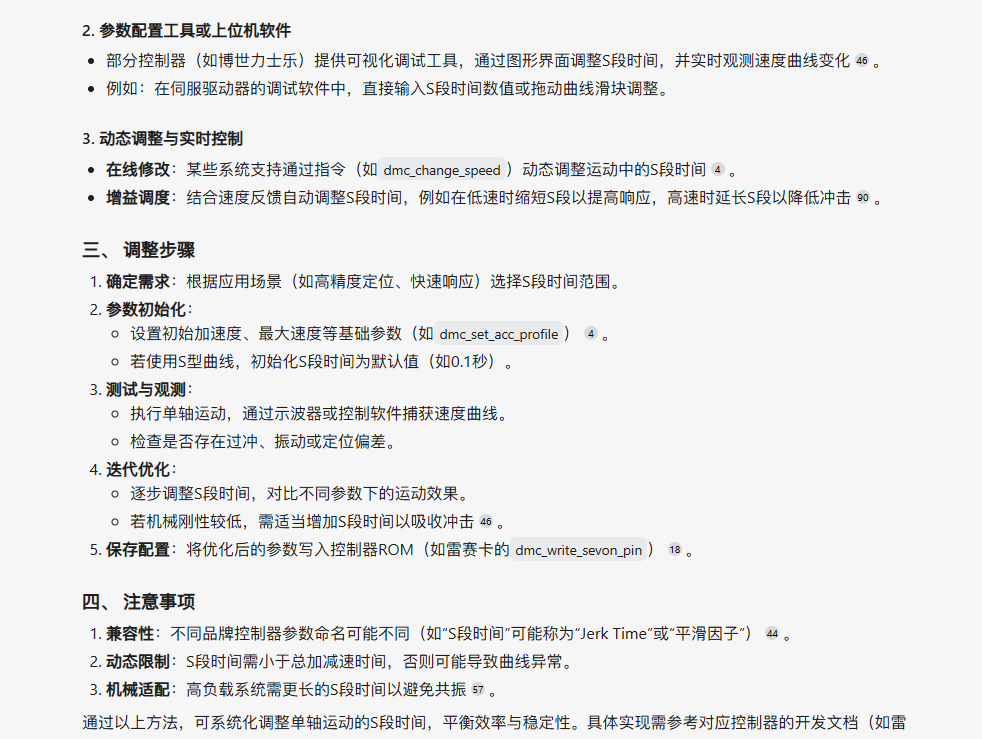 2. 参数配置工具或上位机软件
• 部分控制器（如博世力士乐）提供可视化调试工具，通过图形界面调整S段时间，并实时观测速度曲线变化 46 。
• 例如：在伺服驱动器的调试软件中，直接输入S段时间数值或拖动曲线滑块调整。
3. 动态调整与实时控制
• 在线修改：某些系统支持通过指令（如 dmc_change_speed ）动态调整运动中的S段时间 4 。
• 增益调度：结合速度反馈自动调整S段时间，例如在低速时缩短S段以提高响应，高速时延长S段以降低冲击 90 。
三、 调整步骤
1. 确定需求：根据应用场景（如高精度定位、快速响应）选择S段时间范围。
2. 参数初始化：
○ 设置初始加速度、最大速度等基础参数（如 dmc_set_acc_profile ） 4 。
○ 若使用S型曲线，初始化S段时间为默认值（如0.1秒）。
3. 测试与观测：
○ 执行单轴运动，通过示波器或控制软件捕获速度曲线。
○ 检查是否存在过冲、振动或定位偏差。
4. 迭代优化：
○ 逐步调整S段时间，对比不同参数下的运动效果。
○ 若机械刚性较低，需适当增加S段时间以吸收冲击 46 。
5. 保存配置：将优化后的参数写入控制器ROM（如雷赛卡的 dmc_write_sevon_pin ） 18 。
四、 注意事项
1. 兼容性：不同品牌控制器参数命名可能不同（如“S段时间”可能称为“Jerk Time”或“平滑因子”） 44 。
2. 动态限制：S段时间需小于总加减速时间，否则可能导致曲线异常。
3. 机械适配：高负载系统需更长的S段时间以避免共振 57 。
通过以上方法，可系统化调整单轴运动的S段时间，平衡效率与稳定性。具体实现需参考对应控制器的开发文档（如雷